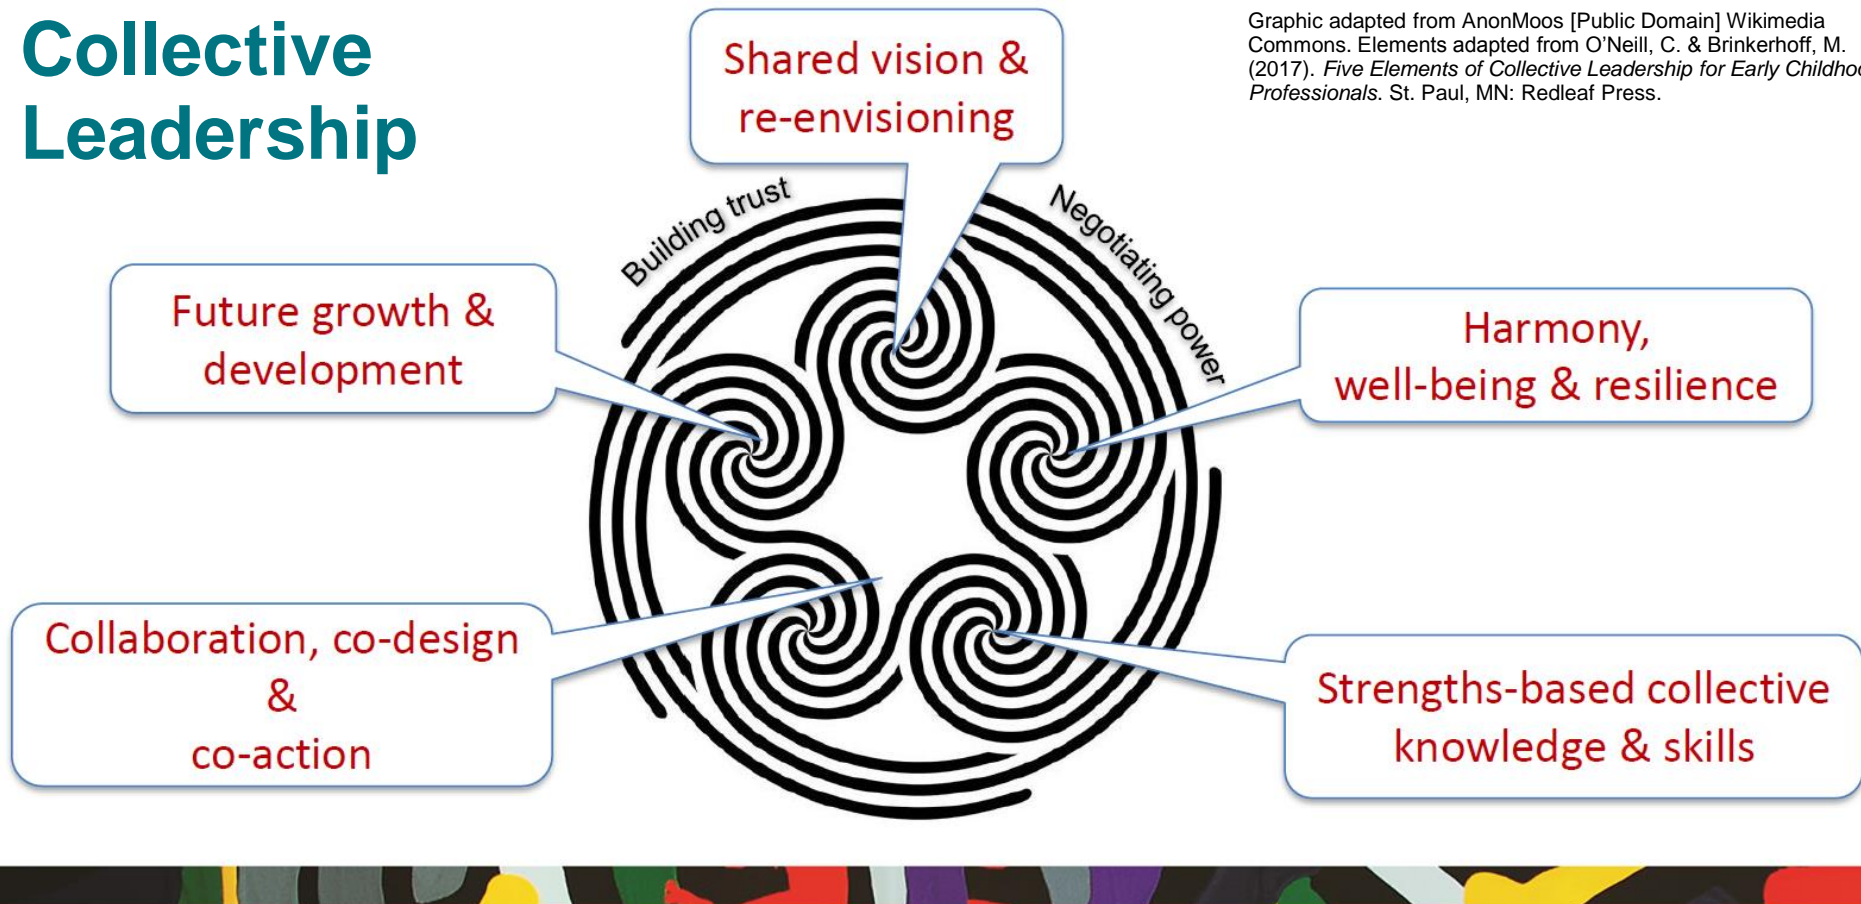 Collective
Leadership
Shared vision &
re-envisioning
Graphic adapted from AnonMoos [Public Domain] Wikimedia
Commons. Elements adapted from O’Neill, C. & Brinkerhoff, M.
(2017). Five Elements of Collective Leadership for Early Childhoo
Professionals. St. Paul, MN: Redleaf Press.
Building trust
Negotiating power
Future growth &
development
Harmony,
well-being & resilience
Collaboration, co-design
&
co-action
Strengths-based collective
knowledge & skills